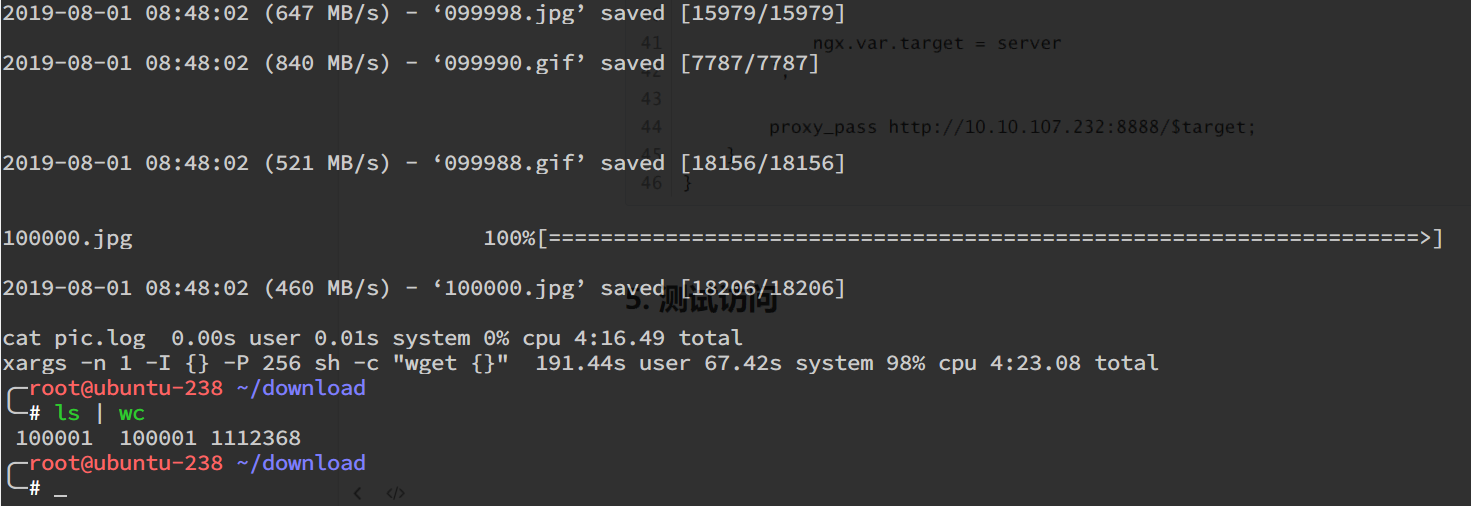 2019-08-01 08:48:02 (647 MB/s) - ‘099998.jpg’ saved [15979/15979]
41 ngx.var.target = server
2019-08-01 08:48:02 (840 MB/s) - ‘099990.gif’ saved [7787/7787]
42
43
44 proxy_pass http://10.10.107.232:8888/$target;
2019-08-01 08:48:02 (521 MB/s) - ‘099988.gif’ saved [18156/18156]
45 }
46 }
100000.jpg 100%[===================================================================>]
2019-08-01 08:48:02 (460 MB/s) - ‘100000.jpg’ saved [18206/18206]
5. 测试访问
cat pic.log  0.00s user 0.01s system 0% cpu 4:16.49 total
xargs -n 1 -I {} -P 256 sh -c "wget {}"  191.44s user 67.42s system 98% cpu 4:23.08 total
╭─root@ubuntu-238 ~/download
╰─# ls | wc
 100001  100001 1112368
╭─root@ubuntu-238 ~/download
╰─# _
< </>